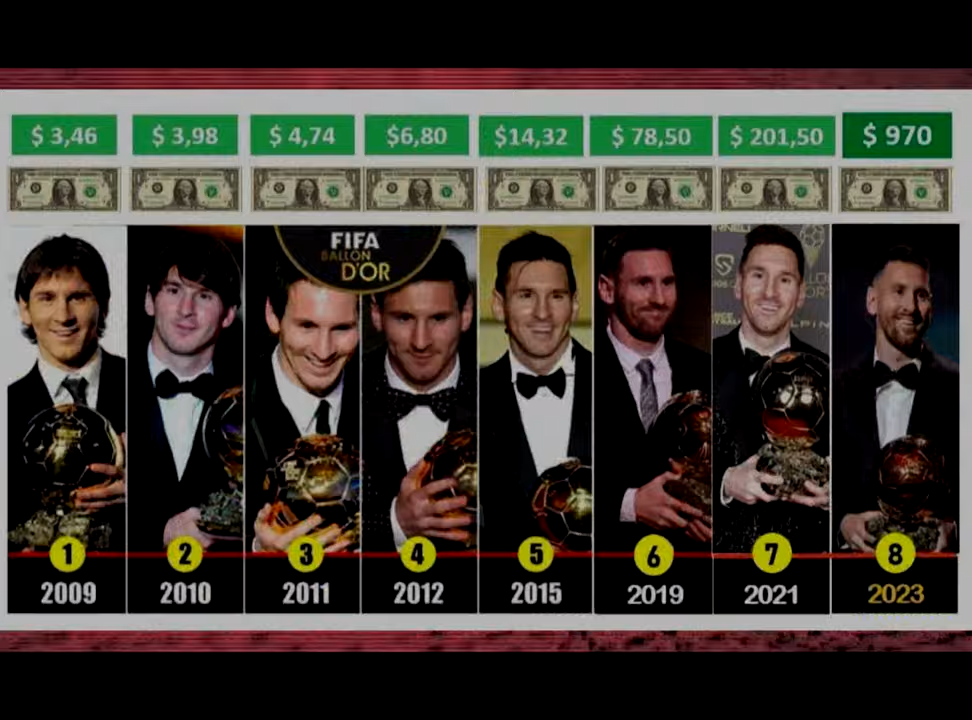 $ 3,46 $ 3,98 $ 4,74 $6,80 $14,32 $ 78,50 $ 201,50 $ 970
FIFA
BALLON
D'OR
1 2 3 4 5 6 7 8
2009 2010 2011 2012 2015 2019 2021 2023